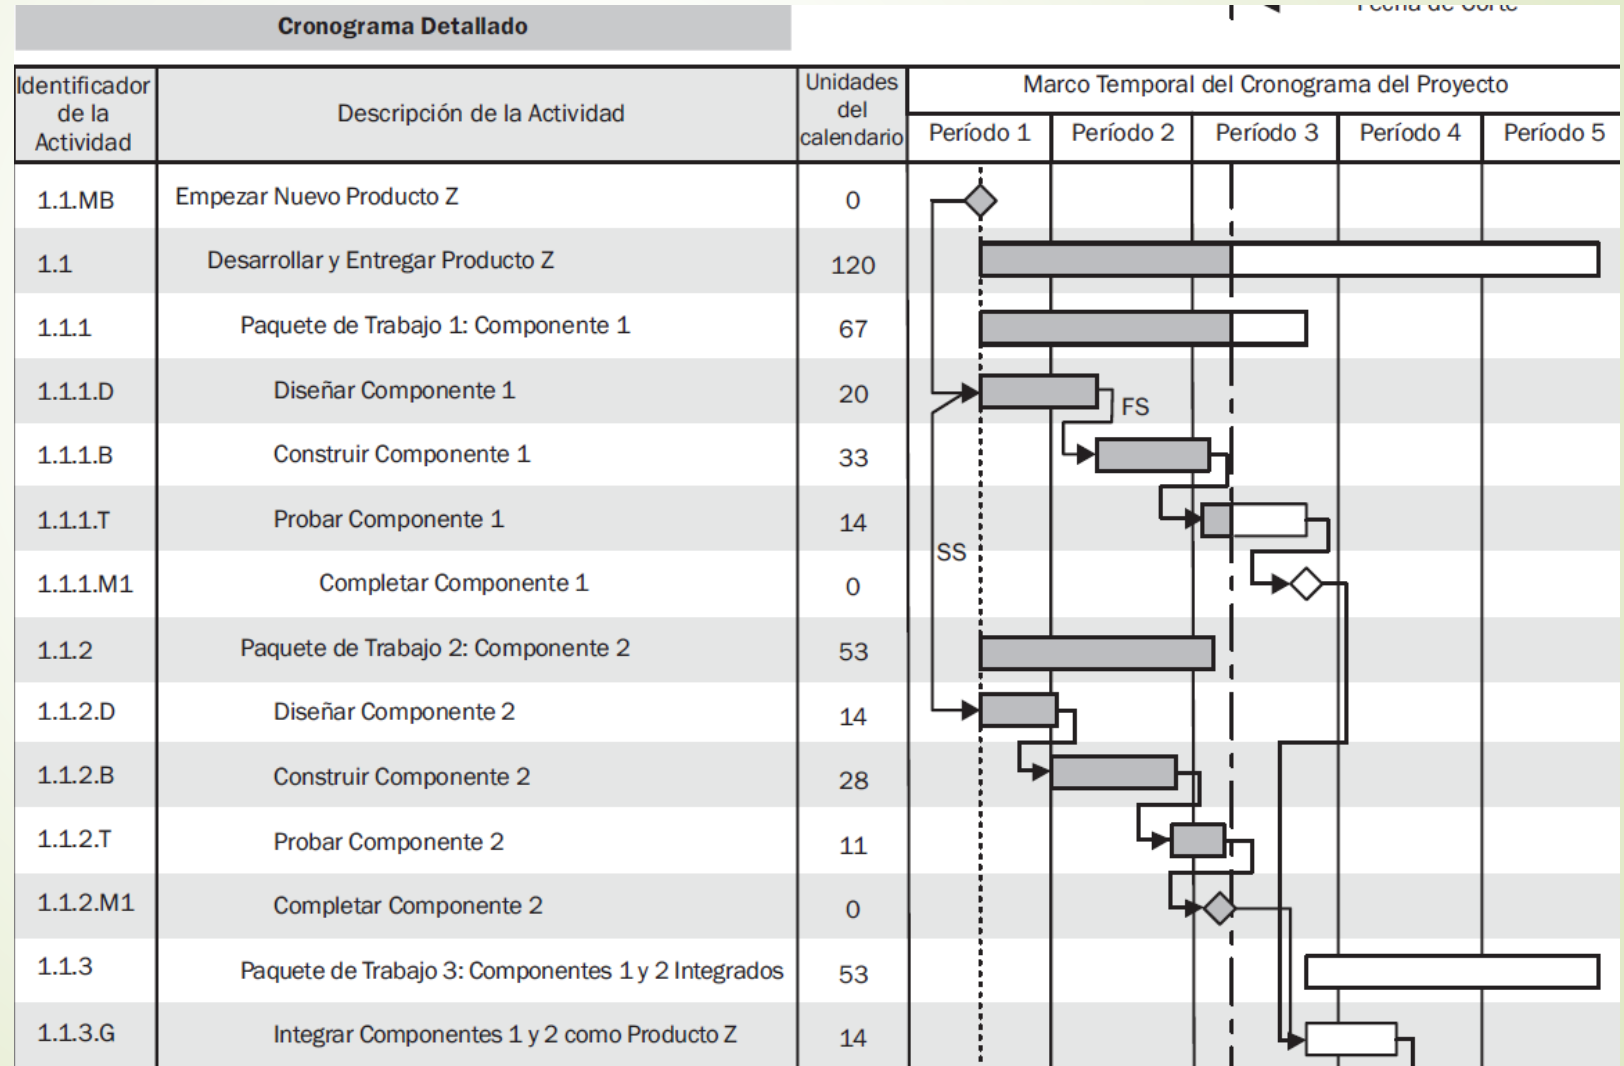 Fecha de Corte
Cronograma Detallado
Identificador de la Actividad
Descripción de la Actividad
Unidades del calendario
Marco Temporal del Cronograma del Proyecto
Período 1 Período 2 Período 3 Período 4 Período 5
1.1.MB Empezar Nuevo Producto Z 0
1.1 Desarrollar y Entregar Producto Z 120
1.1.1 Paquete de Trabajo 1: Componente 1 67
1.1.1.D Diseñar Componente 1 20
FS
1.1.1.B Construir Componente 1 33
1.1.1.T Probar Componente 1 14
SS
1.1.1.M1 Completar Componente 1 0
1.1.2 Paquete de Trabajo 2: Componente 2 53
1.1.2.D Diseñar Componente 2 14
1.1.2.B Construir Componente 2 28
1.1.2.T Probar Componente 2 11
1.1.2.M1 Completar Componente 2 0
1.1.3 Paquete de Trabajo 3: Componentes 1 y 2 Integrados 53
1.1.3.G Integrar Componentes 1 y 2 como Producto Z 14